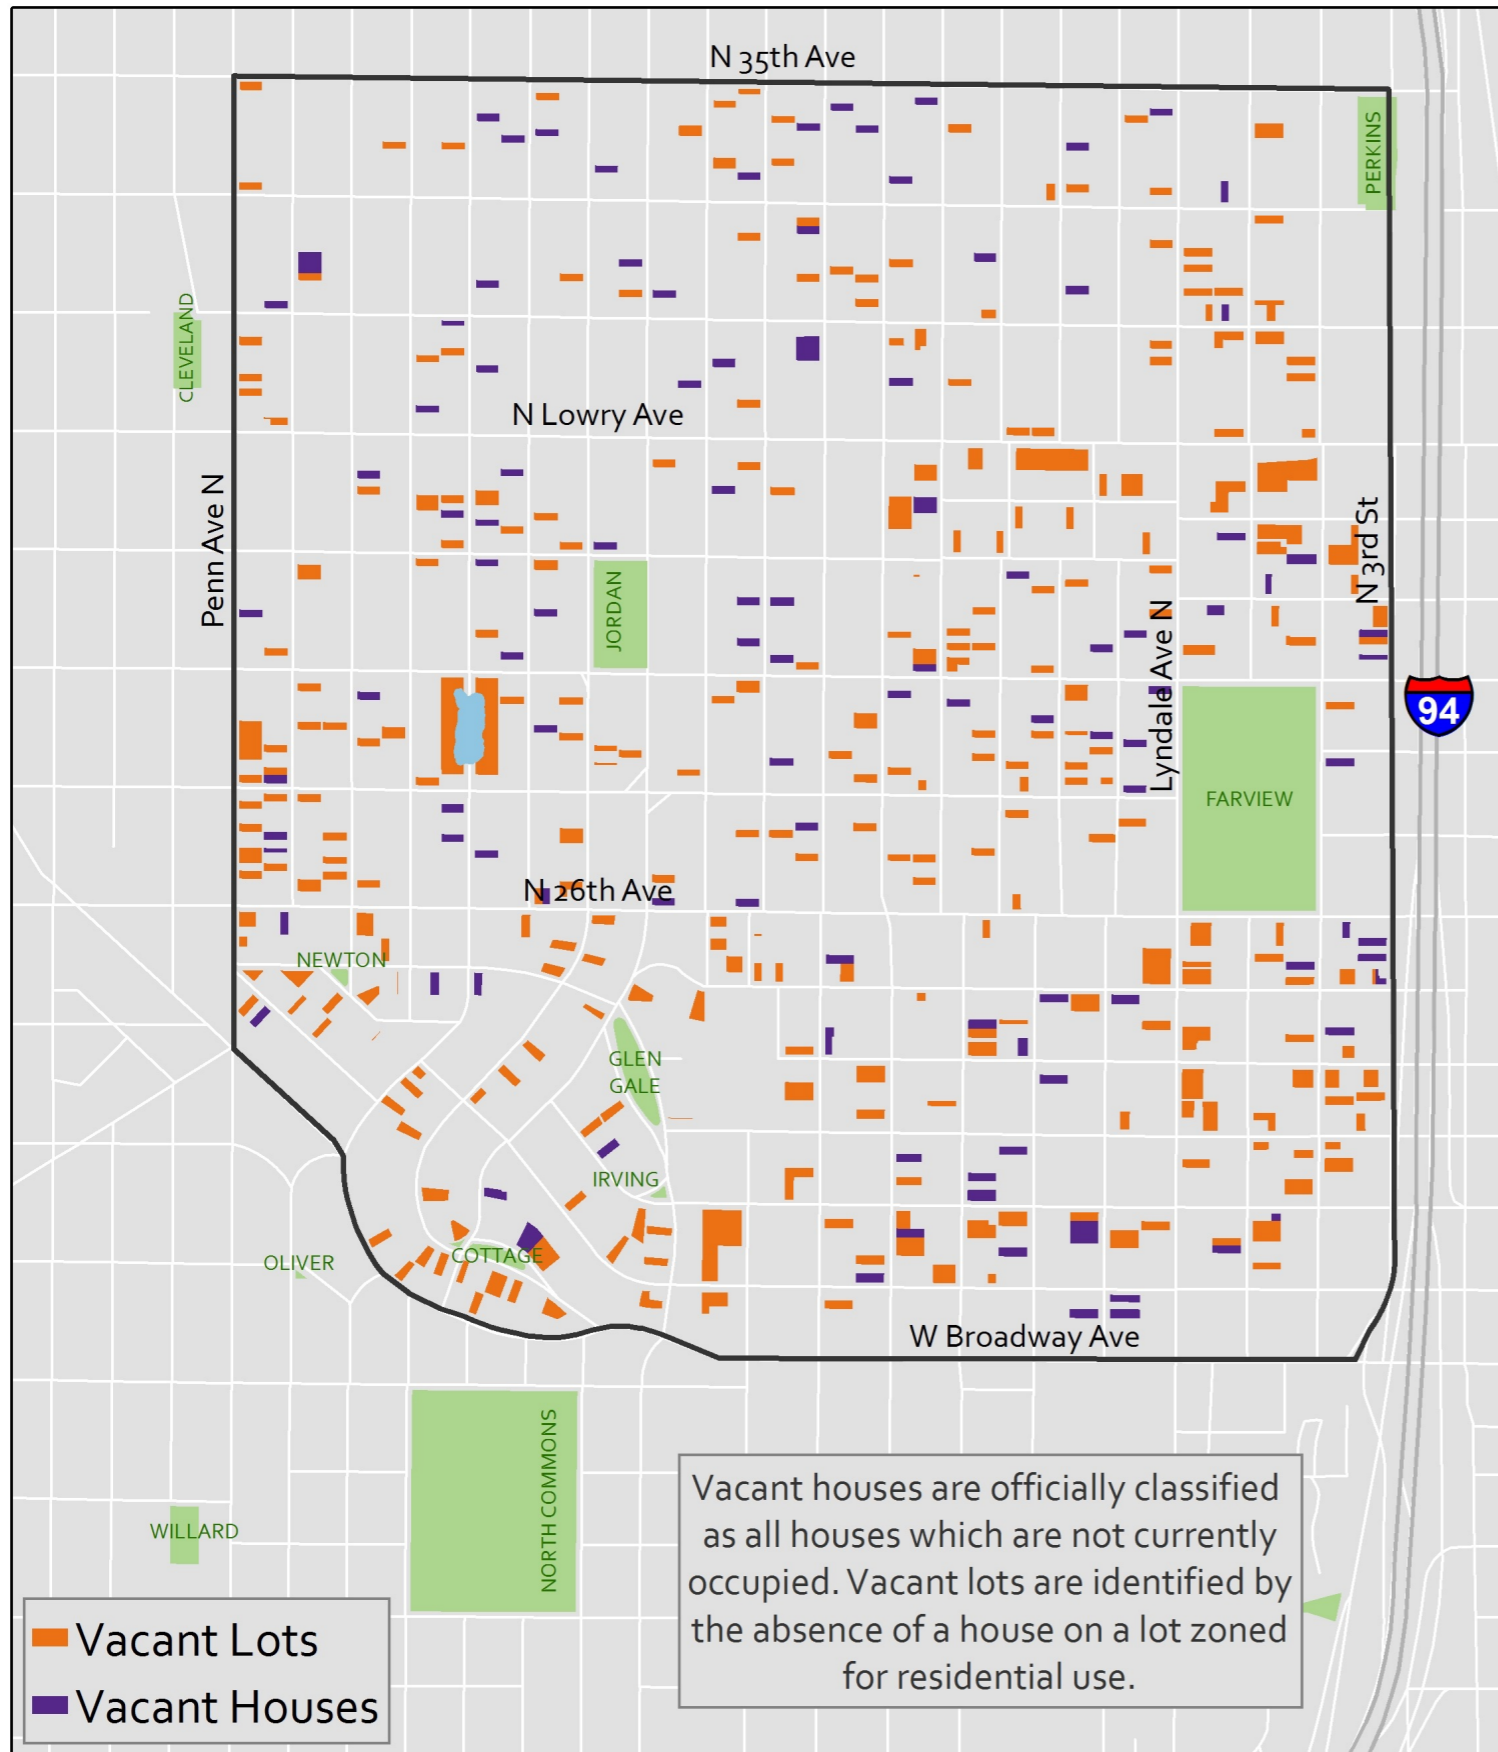 N 35th Ave
PERKINS
CLEVELAND
N Lowry Ave
Penn Ave N
N 3rd St
JORDAN
Lyndale Ave N
94
FARVIEW
N 26th Ave
NEWTON
GLEN
GALE
IRVING
COTTAGE
OLIVER
W Broadway Ave
NORTH COMMONS
WILLARD
Vacant houses are officially classified
as all houses which are not currently
occupied. Vacant lots are identified by
the absence of a house on a lot zoned
for residential use.
Vacant Lots
Vacant Houses